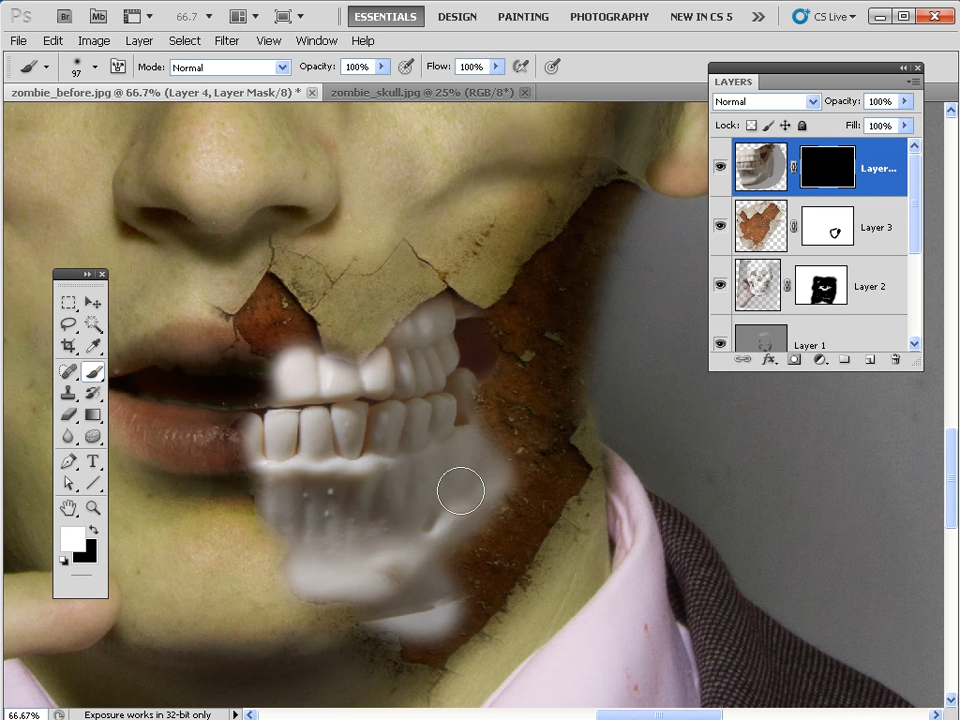 Ps Br Mb 66.7 ESSENTIALS DESIGN PAINTING PHOTOGRAPHY NEW IN CS 5 CS Live
File Edit Image Layer Select Filter View Window Help
97 Mode: Normal Opacity: 100% Flow: 100%
zombie_before.jpg @ 66.7% (Layer 4, Layer Mask/8) * zombie_skull.jpg @ 25% (RGB/8*)
LAYERS
Normal Opacity: 100%
Lock: Fill: 100%
Layer...
Layer 3
Layer 2
Layer 1
fx
T
66.67% Exposure works in 32-bit only